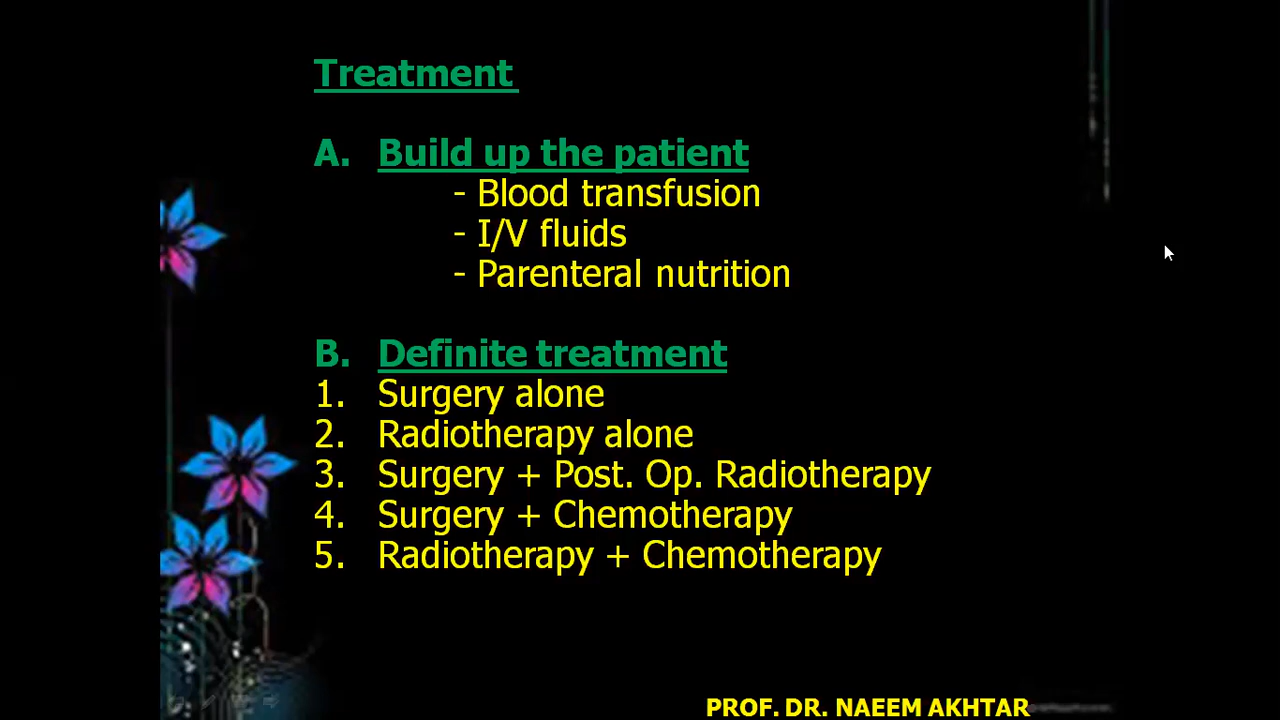 Treatment
A. Build up the patient
- Blood transfusion
- I/V fluids
- Parenteral nutrition
B. Definite treatment
1. Surgery alone
2. Radiotherapy alone
3. Surgery + Post. Op. Radiotherapy
4. Surgery + Chemotherapy
5. Radiotherapy + Chemotherapy
PROF. DR. NAEEM AKHTAR